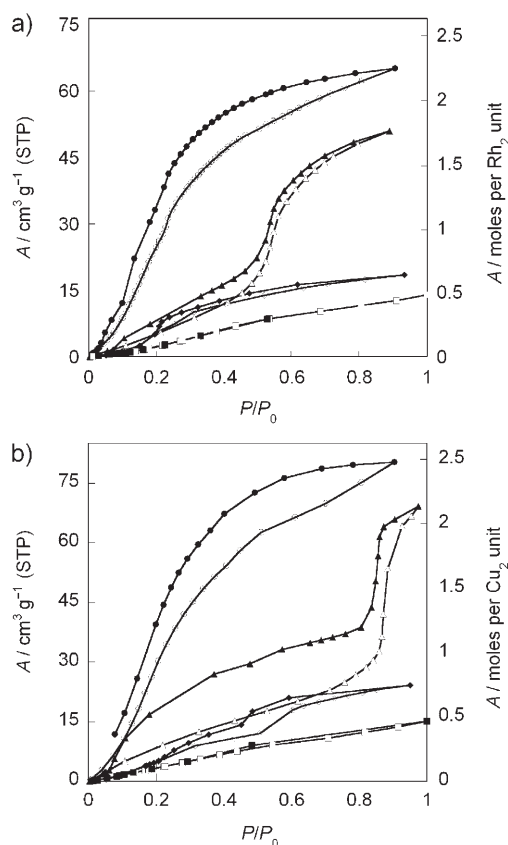 a)
75
60
45
30
15
0
A / cm³ g⁻¹ (STP)
2.5
2
1.5
1
0.5
0
A / moles per Rh₂ unit
0 0.2 0.4 0.6 0.8 1
P/P₀
b)
75
60
45
30
15
0
A / cm³ g⁻¹ (STP)
2.5
2
1.5
1
0.5
0
A / moles per Cu₂ unit
0 0.2 0.4 0.6 0.8 1
P/P₀